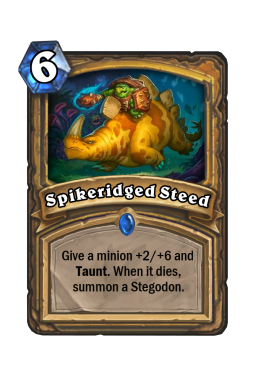 6
Spikeridged Steed
Give a minion +2/+6 and
Taunt. When it dies,
summon a Stegodon.